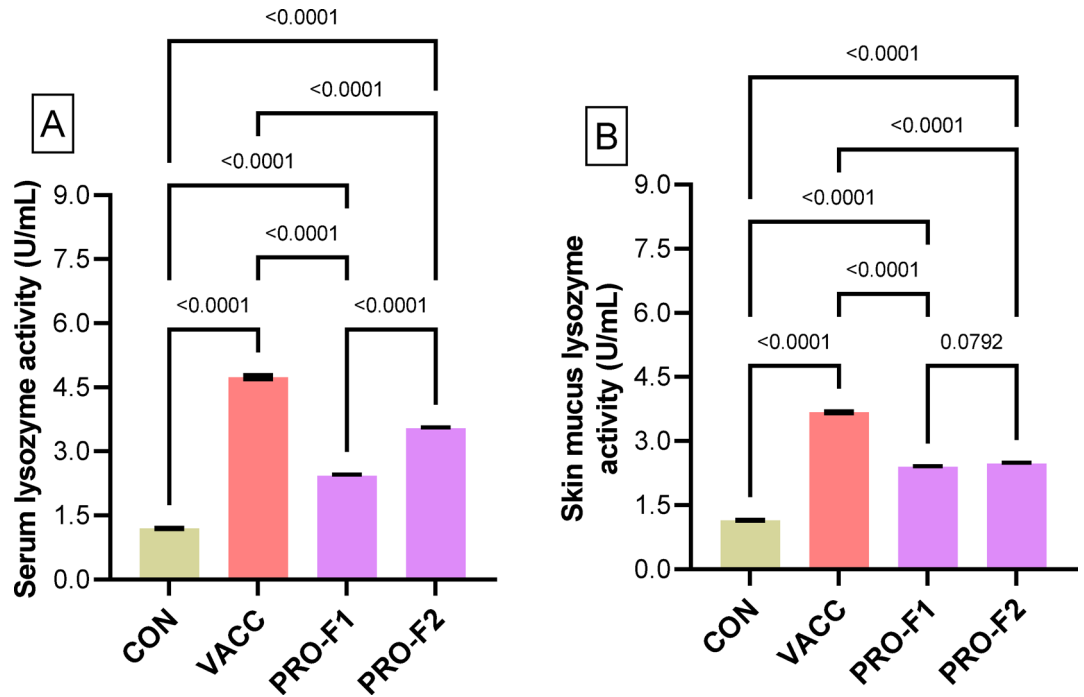 A
Serum lysozyme activity (U/mL)
<0.0001
<0.0001
<0.0001
<0.0001
<0.0001
<0.0001
9.0
7.5
6.0
4.5
3.0
1.5
0.0
CON
VACC
PRO-F1
PRO-F2
B
Skin mucus lysozyme
activity (U/mL)
<0.0001
<0.0001
<0.0001
<0.0001
<0.0001
0.0792
9.0
7.5
6.0
4.5
3.0
1.5
0.0
CON
VACC
PRO-F1
PRO-F2